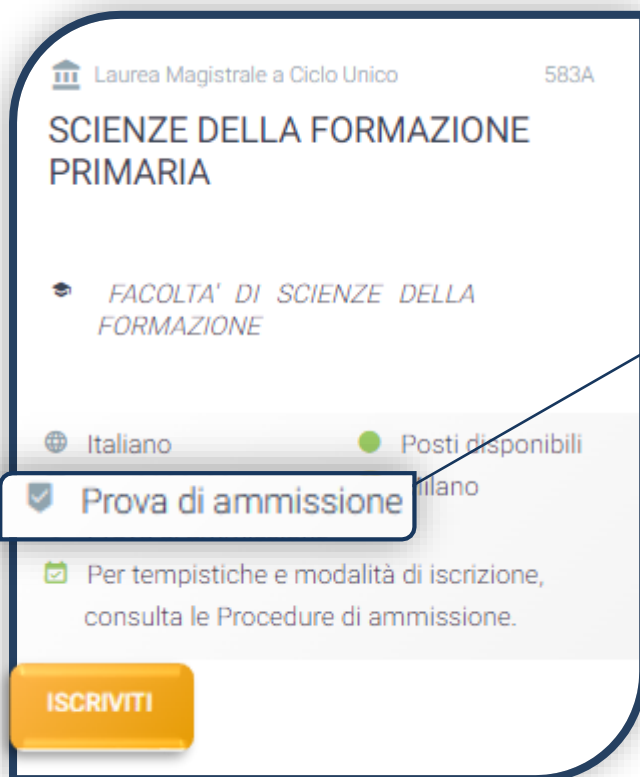 Laurea Magistrale a Ciclo Unico 583A
SCIENZE DELLA FORMAZIONE
PRIMARIA
FACOLTA' DI SCIENZE DELLA
FORMAZIONE
Italiano Posti disponibili
Prova di ammissione
Per tempistiche e modalità di iscrizione,
consulta le Procedure di ammissione.
ISCRIVITI